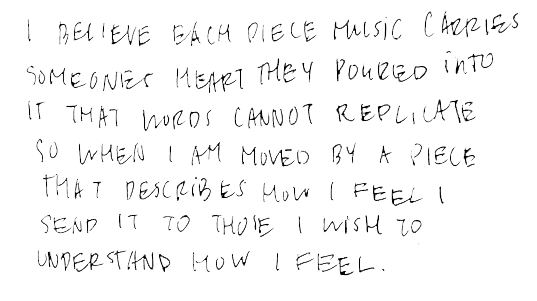 I BELIEVE EACH PIECE MUSIC CARRIES
SOMEONES HEART THEY POURED INTO
IT THAT WORDS CANNOT REPLICATE
SO WHEN I AM MOVED BY A PIECE
THAT DESCRIBES HOW I FEEL I
SEND IT TO THOSE I WISH TO
UNDERSTAND HOW I FEEL.